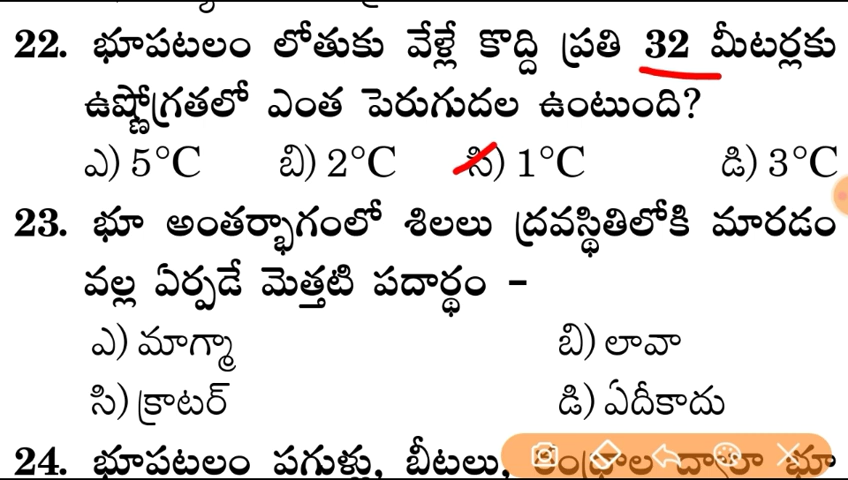 22. భూపటలం లోతుకు వేళ్లే కొద్ది ప్రతి 32 మీటర్లకు
ఉష్ణోగ్రతలో ఎంత పెరుగుదల ఉంటుంది?
ఎ) 5°C బి) 2°C సి) 1°C డి) 3°C
23. భూ అంతర్భాగంలో శిలలు ద్రవస్థితిలోకి మారడం
వల్ల ఏర్పడే మెత్తటి పదార్థం -
ఎ) మాగ్మా బి) లావా
సి) క్రాటర్ డి) ఏదీకాదు
24. భూపటలం పగుళ్లు, బీటలు, రంధ్రాల ద్వారా భూ